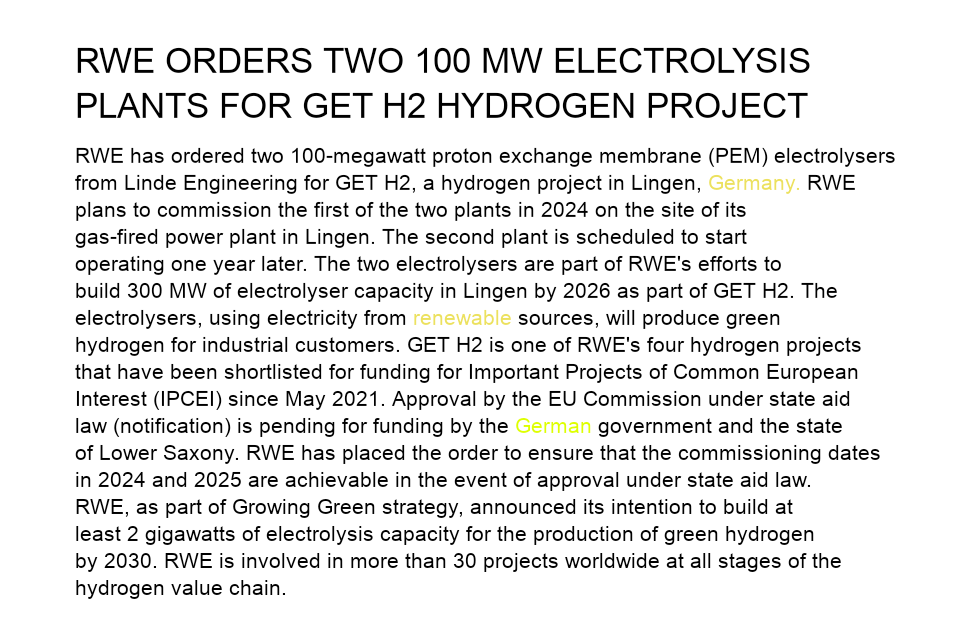 RWE ORDERS TWO 100 MW ELECTROLYSIS
PLANTS FOR GET H2 HYDROGEN PROJECT
RWE has ordered two 100-megawatt proton exchange membrane (PEM) electrolysers
from Linde Engineering for GET H2, a hydrogen project in Lingen, Germany. RWE
plans to commission the first of the two plants in 2024 on the site of its
gas-fired power plant in Lingen. The second plant is scheduled to start
operating one year later. The two electrolysers are part of RWE's efforts to
build 300 MW of electrolyser capacity in Lingen by 2026 as part of GET H2. The
electrolysers, using electricity from renewable sources, will produce green
hydrogen for industrial customers. GET H2 is one of RWE's four hydrogen projects
that have been shortlisted for funding for Important Projects of Common European
Interest (IPCEI) since May 2021. Approval by the EU Commission under state aid
law (notification) is pending for funding by the German government and the state
of Lower Saxony. RWE has placed the order to ensure that the commissioning dates
in 2024 and 2025 are achievable in the event of approval under state aid law.
RWE, as part of Growing Green strategy, announced its intention to build at
least 2 gigawatts of electrolysis capacity for the production of green hydrogen
by 2030. RWE is involved in more than 30 projects worldwide at all stages of the
hydrogen value chain.